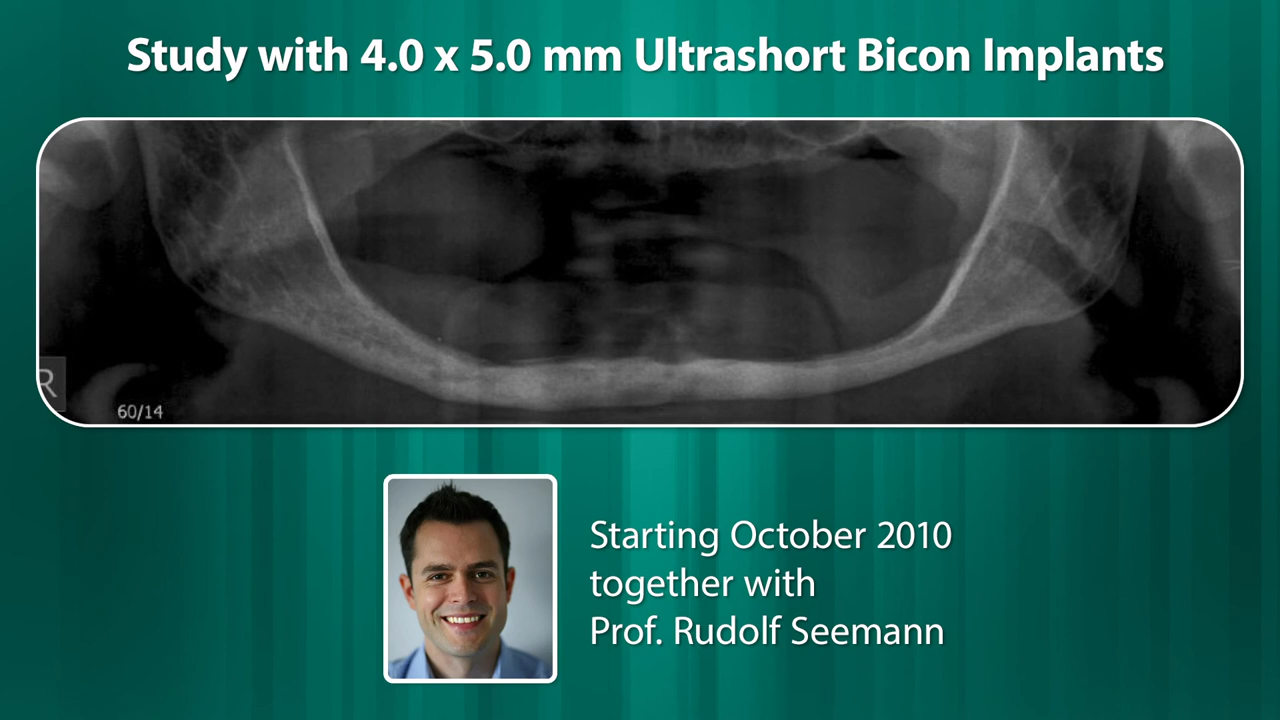 Study with 4.0 x 5.0 mm Ultrashort Bicon Implants
R
60/14
Starting October 2010
together with
Prof. Rudolf Seemann